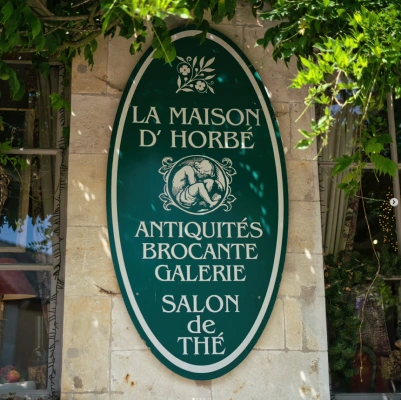 LA MAISON
D' HORBÉ
ANTIQUITÉS
BROCANTE
GALERIE
SALON
de
THÉ